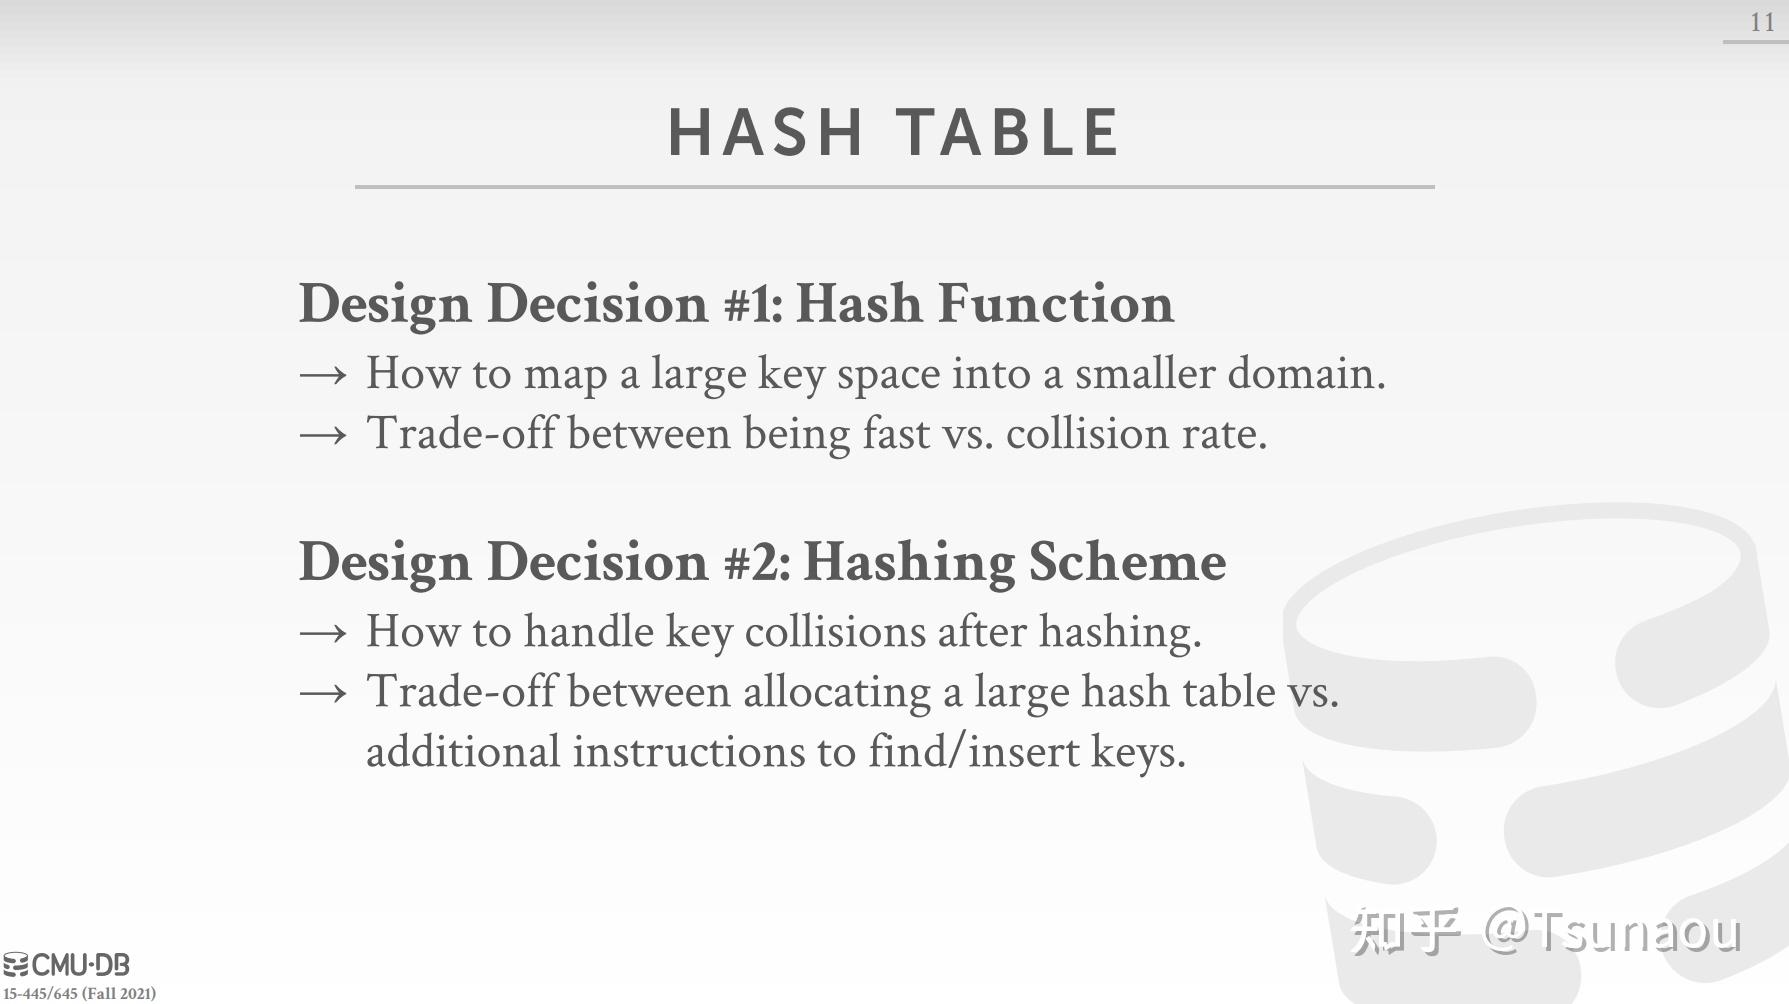 11
HASH TABLE
Design Decision #1: Hash Function
→ How to map a large key space into a smaller domain.
→ Trade-off between being fast vs. collision rate.
Design Decision #2: Hashing Scheme
→ How to handle key collisions after hashing.
→ Trade-off between allocating a large hash table vs.
additional instructions to find/insert keys.
知乎 @Tsunaou
CMU·DB
15-445/645 (Fall 2021)